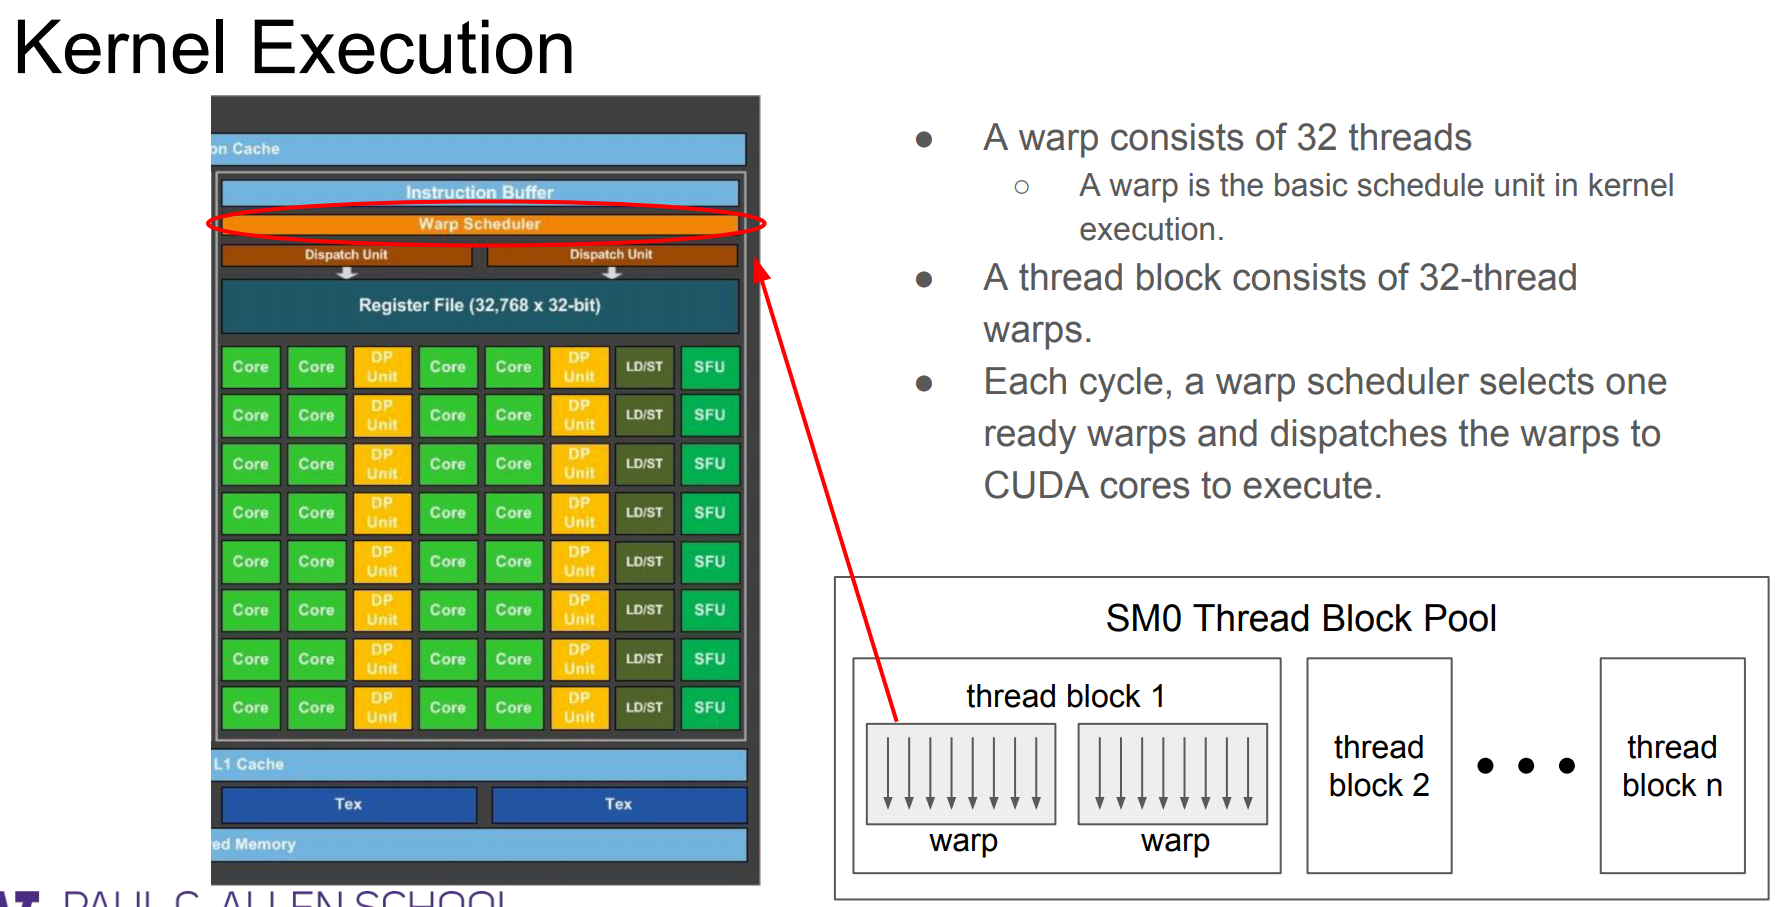 Kernel Execution
on Cache
Instruction Buffer
Warp Scheduler
Dispatch Unit Dispatch Unit
Register File (32,768 x 32-bit)
Core Core DP Unit Core Core DP Unit LD/ST SFU
Core Core DP Unit Core Core DP Unit LD/ST SFU
Core Core DP Unit Core Core DP Unit LD/ST SFU
Core Core DP Unit Core Core DP Unit LD/ST SFU
Core Core DP Unit Core Core DP Unit LD/ST SFU
Core Core DP Unit Core Core DP Unit LD/ST SFU
Core Core DP Unit Core Core DP Unit LD/ST SFU
Core Core DP Unit Core Core DP Unit LD/ST SFU
L1 Cache
Tex Tex
ed Memory
● A warp consists of 32 threads
○ A warp is the basic schedule unit in kernel
execution.
● A thread block consists of 32-thread
warps.
● Each cycle, a warp scheduler selects one
ready warps and dispatches the warps to
CUDA cores to execute.
SM0 Thread Block Pool
thread block 1
warp warp
thread
block 2
thread
block n
PAUL G. ALLEN SCHOOL